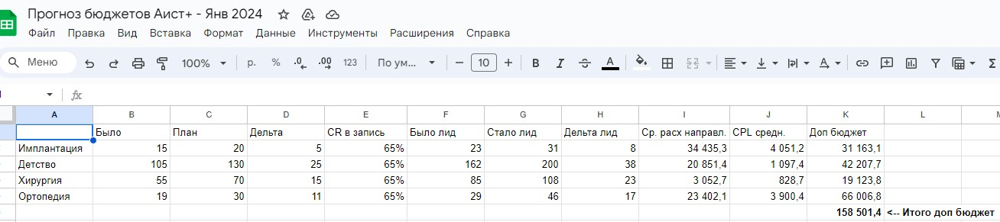 Прогноз бюджетов Аист+ - Янв 2024
Файл Правка Вид Вставка Формат Данные Инструменты Расширения Справка
Меню 100% р. % .0 .00 123 По ум... 10 B I S A Σ
fx
A B C D E F G H I J K L
Было План Дельта CR в запись Было лид Стало лид Дельта лид Ср. расх направл. CPL средн. Доп бюджет
Имплантация 15 20 5 65% 23 31 8 34 435,3 4 051,2 31 163,1
Детство 105 130 25 65% 162 200 38 20 851,4 1 097,4 42 207,7
Хирургия 55 70 15 65% 85 108 23 3 052,7 828,7 19 123,8
Ортопедия 19 30 11 65% 29 46 17 23 402,1 3 900,4 66 006,8
158 501,4 <-- Итого доп бюджет